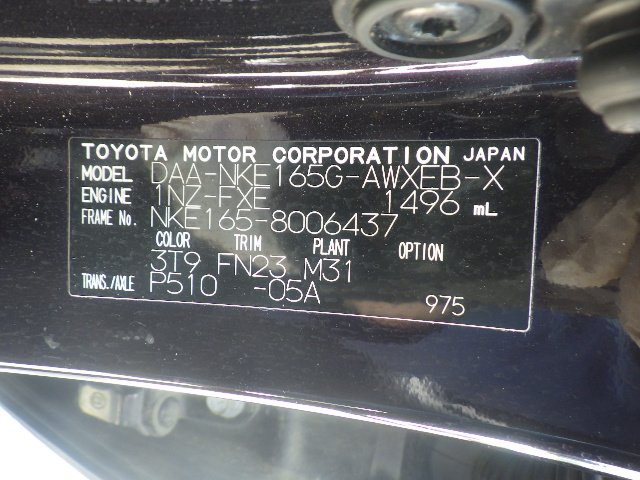 TOYOTA MOTOR CORPORATION JAPAN
MODEL DAA-NKE165G-AWXEB-X
ENGINE 1NZ-FXE 1496 mL
FRAME No. NKE165-8006437
COLOR TRIM PLANT OPTION
3T9 FN23 M31
TRANS./AXLE P510 -05A 975